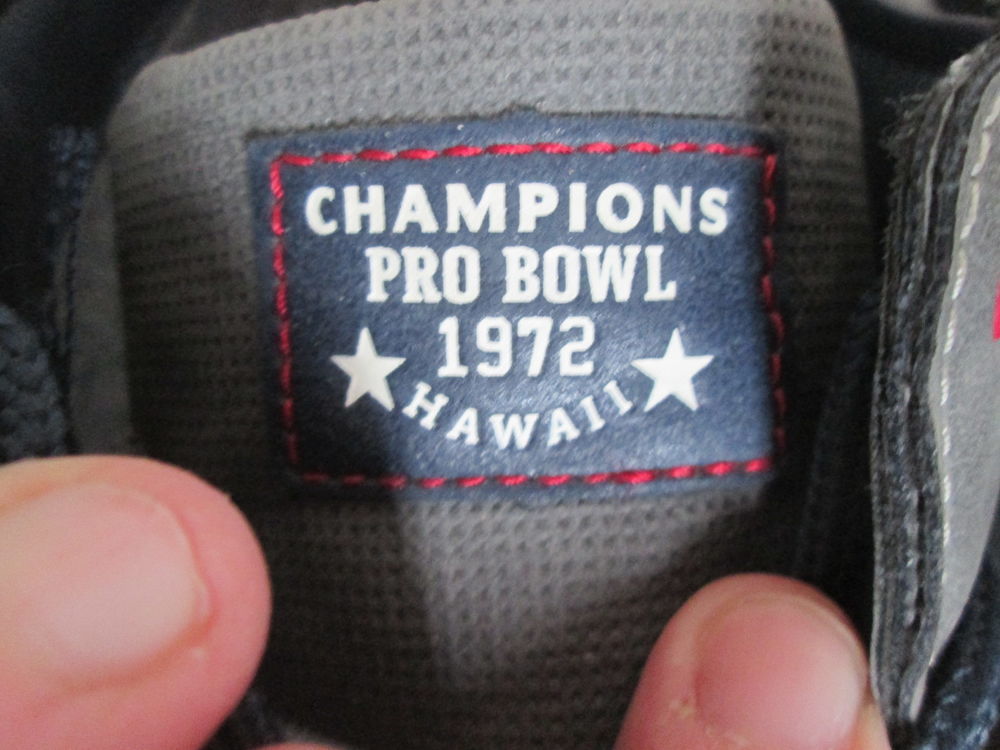 CHAMPIONS
PRO BOWL
1972
HAWAII